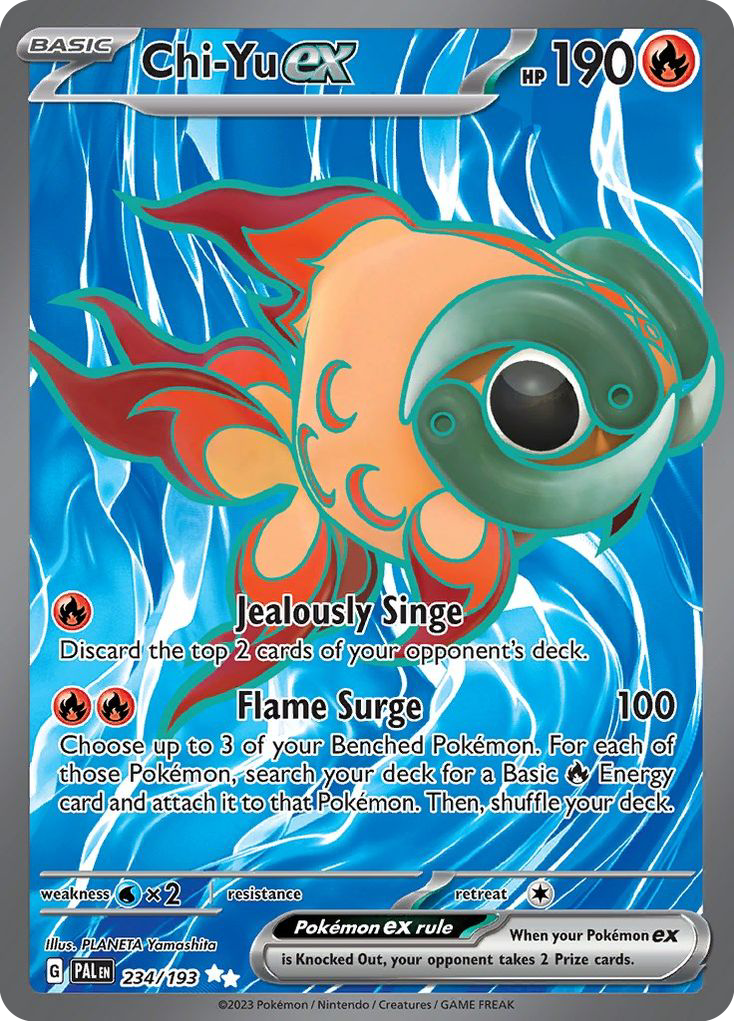 BASIC Chi-Yu ex HP 190
Jealously Singe
Discard the top 2 cards of your opponent's deck.
Flame Surge 100
Choose up to 3 of your Benched Pokémon. For each of
those Pokémon, search your deck for a Basic Energy
card and attach it to that Pokémon. Then, shuffle your deck.
weakness ×2 resistance retreat
Illus. PLANETA Yamashita
Pokémon ex rule
When your Pokémon ex
is Knocked Out, your opponent takes 2 Prize cards.
G PAL EN 234/193
©2023 Pokémon / Nintendo / Creatures / GAME FREAK